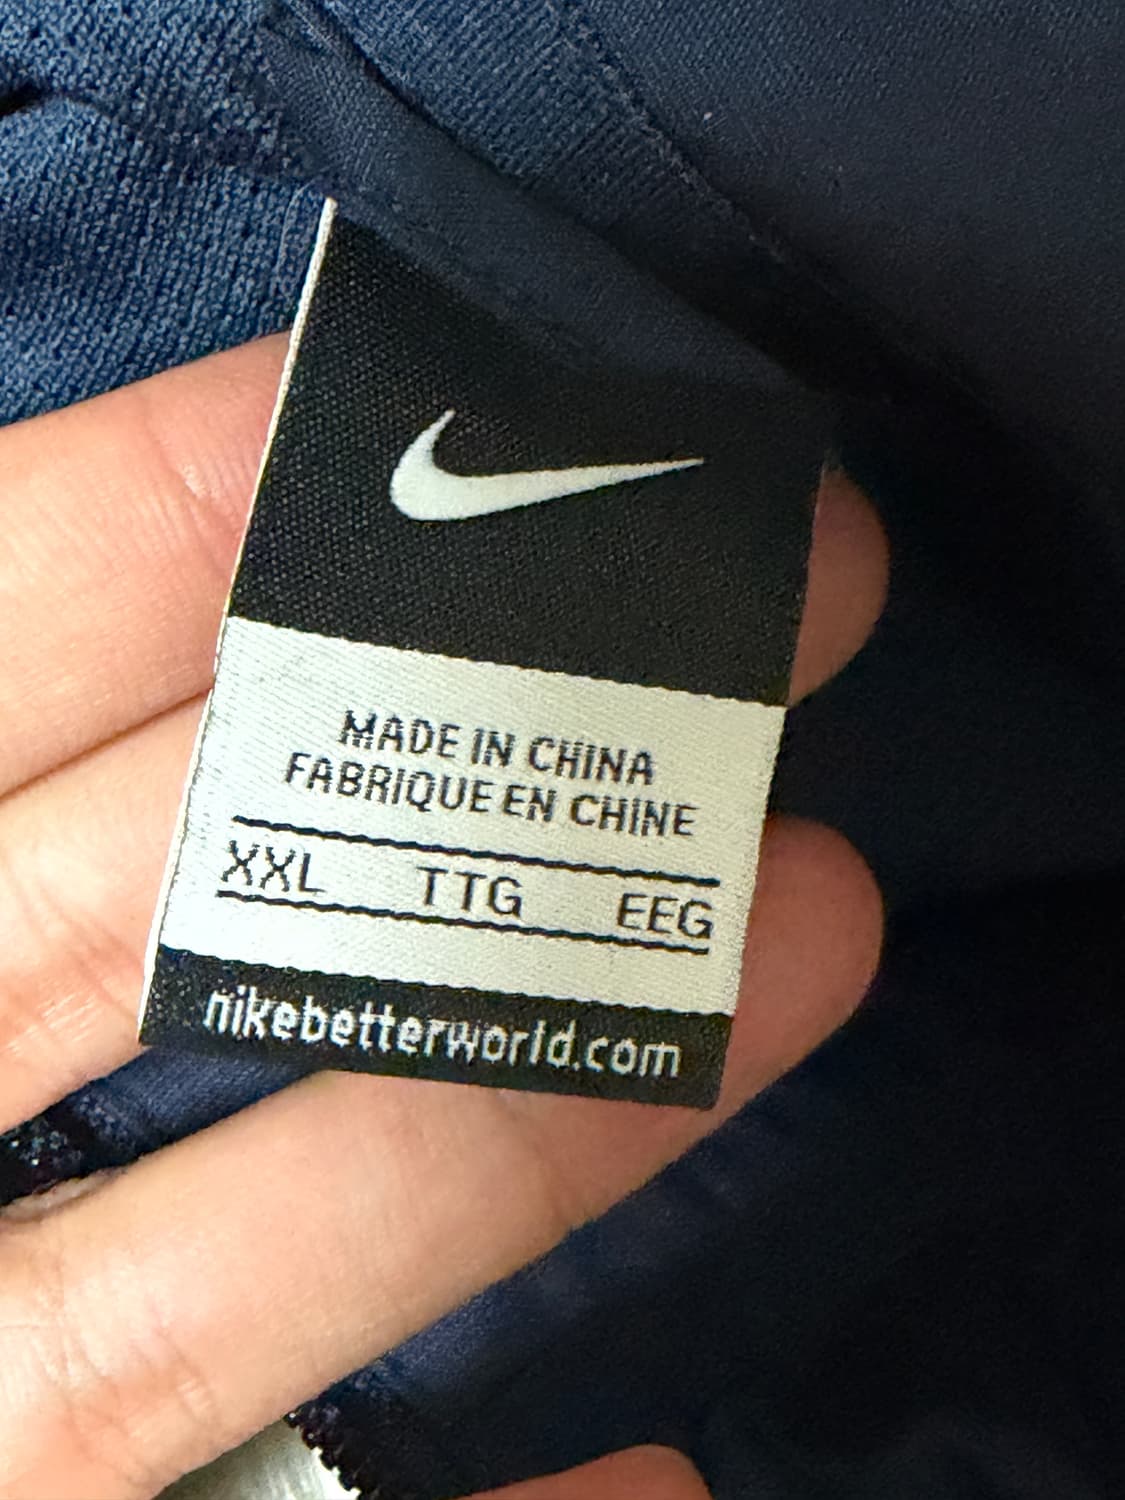 MADE IN CHINA
FABRIQUE EN CHINE
XXL TTG EEG
nikebetterworld.com